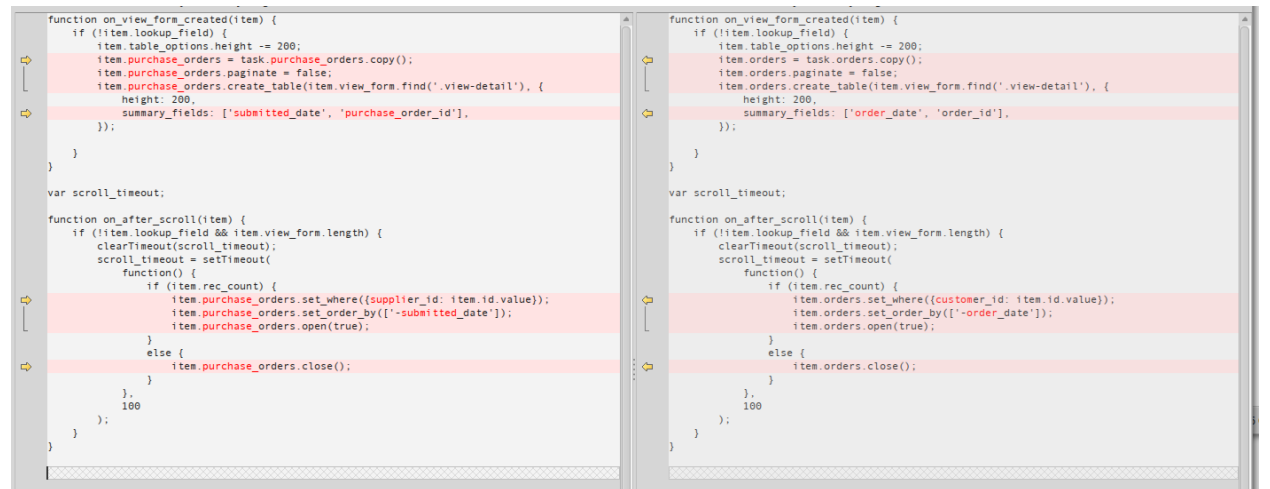 function on_view_form_created(item) {
    if (!item.lookup_field) {
        item.table_options.height -= 200;
        item.purchase_orders = task.purchase_orders.copy();
        item.purchase_orders.paginate = false;
        item.purchase_orders.create_table(item.view_form.find('.view-detail'), {
            height: 200,
            summary_fields: ['submitted_date', 'purchase_order_id'],
        });
    }
}
var scroll_timeout;
function on_after_scroll(item) {
    if (!item.lookup_field && item.view_form.length) {
        clearTimeout(scroll_timeout);
        scroll_timeout = setTimeout(
            function() {
                if (item.rec_count) {
                    item.purchase_orders.set_where({supplier_id: item.id.value});
                    item.purchase_orders.set_order_by(['-submitted_date']);
                    item.purchase_orders.open(true);
                }
                else {
                    item.purchase_orders.close();
                }
            },
            100
        );
    }
}
function on_view_form_created(item) {
    if (!item.lookup_field) {
        item.table_options.height -= 200;
        item.orders = task.orders.copy();
        item.orders.paginate = false;
        item.orders.create_table(item.view_form.find('.view-detail'), {
            height: 200,
            summary_fields: ['order_date', 'order_id'],
        });
    }
}
var scroll_timeout;
function on_after_scroll(item) {
    if (!item.lookup_field && item.view_form.length) {
        clearTimeout(scroll_timeout);
        scroll_timeout = setTimeout(
            function() {
                if (item.rec_count) {
                    item.orders.set_where({customer_id: item.id.value});
                    item.orders.set_order_by(['-order_date']);
                    item.orders.open(true);
                }
                else {
                    item.orders.close();
                }
            },
            100
        );
    }
}